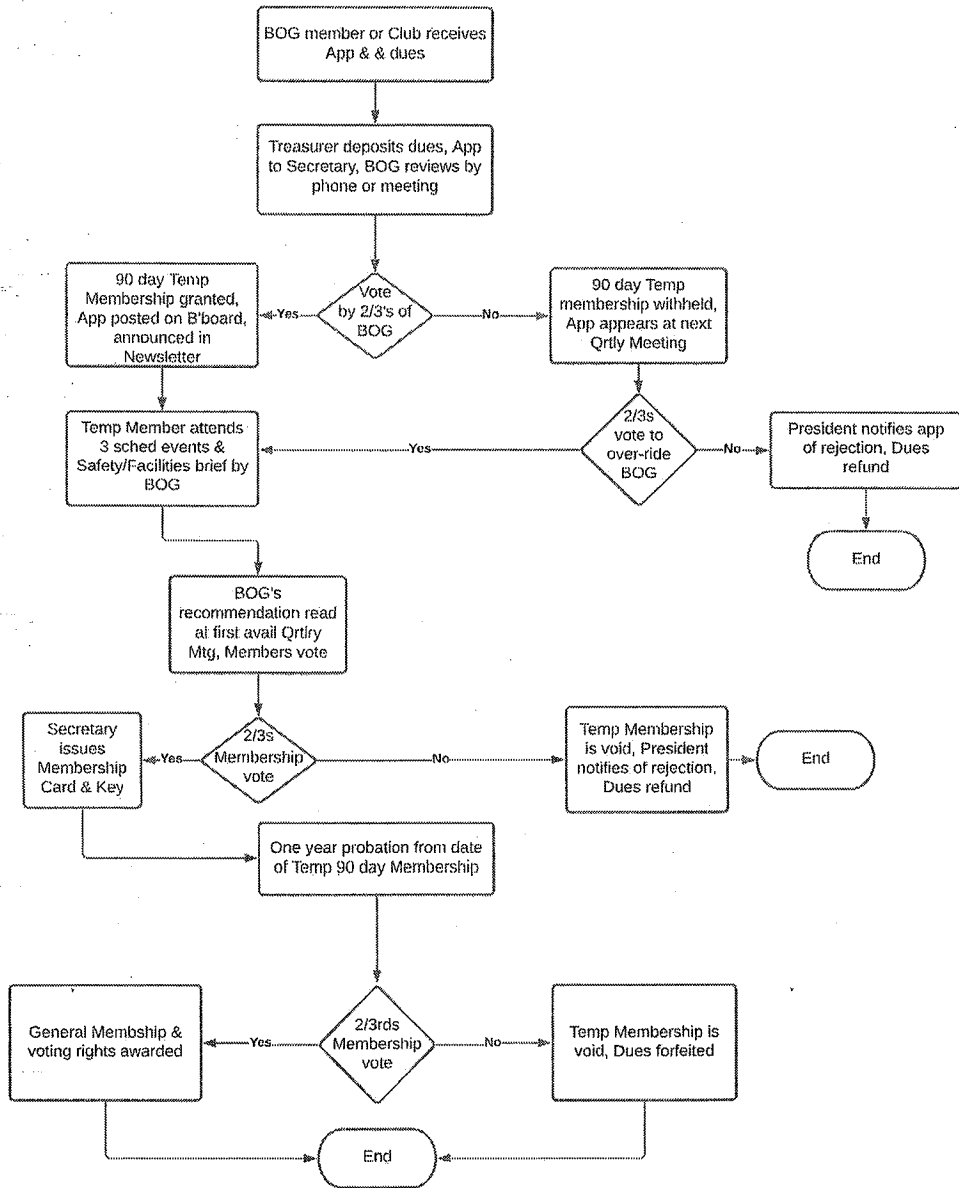 BOG member or Club receives
App & & dues
Treasurer deposits dues, App
to Secretary, BOG reviews by
phone or meeting
90 day Temp
Membership granted,
App posted on B'board,
announced in
Newsletter
Yes
Vote
by 2/3's of
BOG
No
90 day Temp
membership withheld,
App appears at next
Qrtly Meeting
Temp Member attends
3 sched events &
Safety/Facilities brief by
BOG
Yes
2/3s
vote to
over-ride
BOG
No
President notifies app
of rejection, Dues
refund
End
BOG's
recommendation read
at first avail Qrtlry
Mtg, Members vote
Secretary
issues
Membership
Card & Key
Yes
2/3s
Membership
vote
No
Temp Membership
is void, President
notifies of rejection,
Dues refund
End
One year probation from date
of Temp 90 day Membership
General Membship &
voting rights awarded
Yes
2/3rds
Membership
vote
No
Temp Membership is
void, Dues forfeited
End